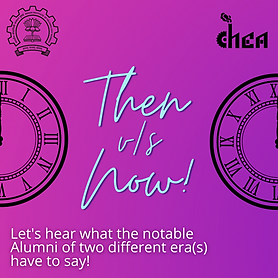 CHEA
Then
v/s
Now!
Let's hear what the notable
Alumni of two different era(s)
have to say!